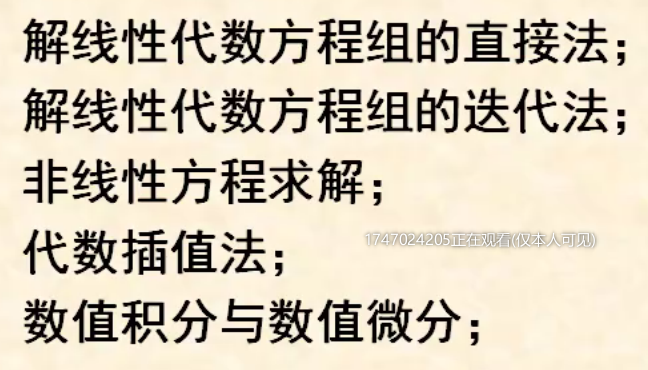 解线性代数方程组的直接法；
解线性代数方程组的迭代法；
非线性方程求解；
代数插值法；
1747024205正在观看(仅本人可见)
数值积分与数值微分；